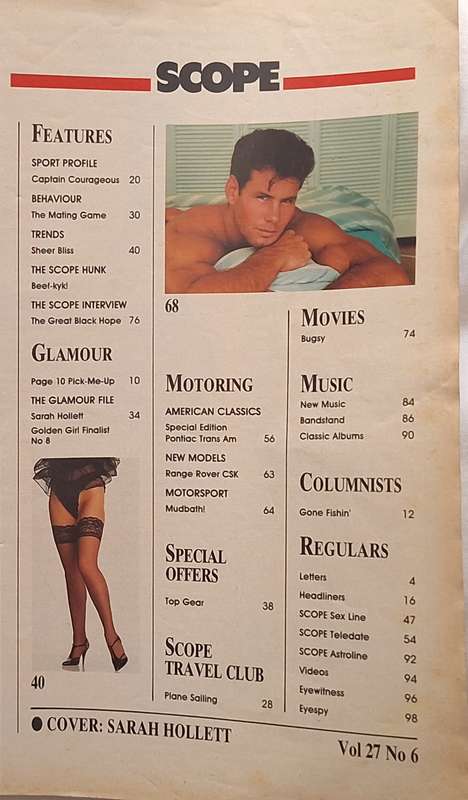 SCOPE
FEATURES
SPORT PROFILE
Captain Courageous 20
BEHAVIOUR
The Mating Game 30
TRENDS
Sheer Bliss 40
THE SCOPE HUNK
Beef-kyk!
THE SCOPE INTERVIEW
The Great Black Hope 76
GLAMOUR
Page 10 Pick-Me-Up 10
THE GLAMOUR FILE
Sarah Hollett 34
Golden Girl Finalist
No 8
40
68
MOTORING
AMERICAN CLASSICS
Special Edition
Pontiac Trans Am 56
NEW MODELS
Range Rover CSK 63
MOTORSPORT
Mudbath! 64
SPECIAL
OFFERS
Top Gear 38
SCOPE
TRAVEL CLUB
Plane Sailing 28
MOVIES
Bugsy 74
MUSIC
New Music 84
Bandstand 86
Classic Albums 90
COLUMNISTS
Gone Fishin' 12
REGULARS
Letters 4
Headliners 16
SCOPE Sex Line 47
SCOPE Teledate 54
SCOPE Astroline 92
Videos 94
Eyewitness 96
Eyespy 98
● COVER: SARAH HOLLETT
Vol 27 No 6